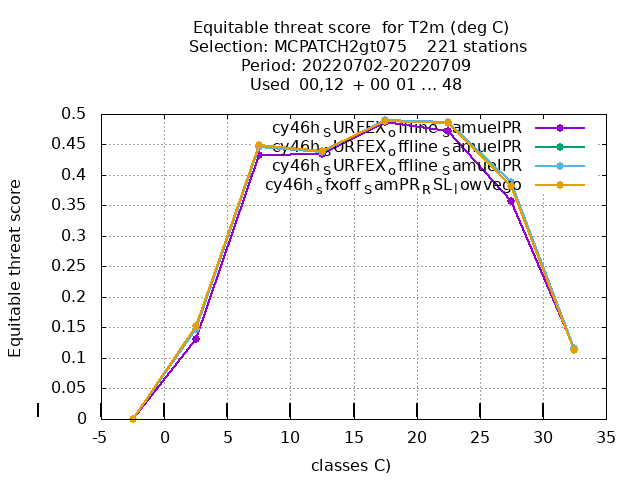 Equitable threat score for T2m (deg C)
Selection: MCPATCH2gt075 221 stations
Period: 20220702-20220709
Used 00,12 + 00 01 ... 48
cy46h_SURFEX_offline_SamuelPR
cy46h_SURFEX_offline_SamuelPR
cy46h_SURFEX_offline_SamuelPR
cy46h_sfxoff_SamPR_RSL_lowvego
Equitable threat score
0.5
0.45
0.4
0.35
0.3
0.25
0.2
0.15
0.1
0.05
0
-5 0 5 10 15 20 25 30 35
classes C)